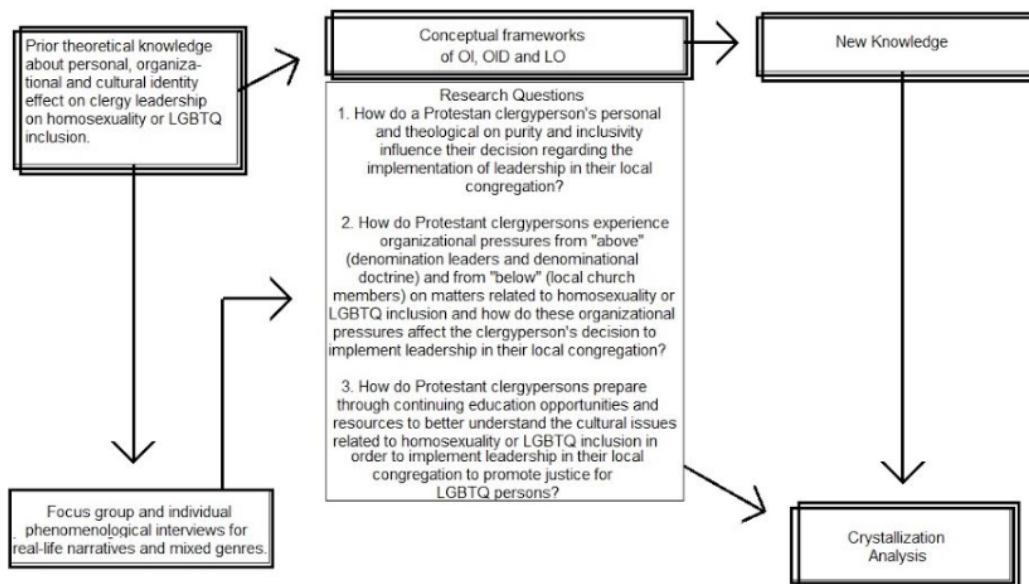 Prior theoretical knowledge
about personal, organiza-
tional and cultural identity
effect on clergy leadership
on homosexuality or LGBTQ
inclusion.
Conceptual frameworks
of OI, OID and LO
New Knowledge
Research Questions
1. How do a Protestan clergyperson's personal
and theological on purity and inclusivity
influence their decision regarding the
implementation of leadership in their local
congregation?
2. How do Protestant clergypersons experience
organizational pressures from "above"
(denomination leaders and denominational
doctrine) and from "below" (local church
members) on matters related to homosexuality or
LGBTQ inclusion and how do these organizational
pressures affect the clergyperson's decision to
implement leadership in their local congregation?
3. How do Protestant clergypersons prepare
through continuing education opportunities and
resources to better understand the cultural issues
related to homosexuality or LGBTQ inclusion in
order to implement leadership in their local
congregation to promote justice for
LGBTQ persons?
Focus group and individual
phenomenological interviews for
real-life narratives and mixed genres.
Crystallization
Analysis